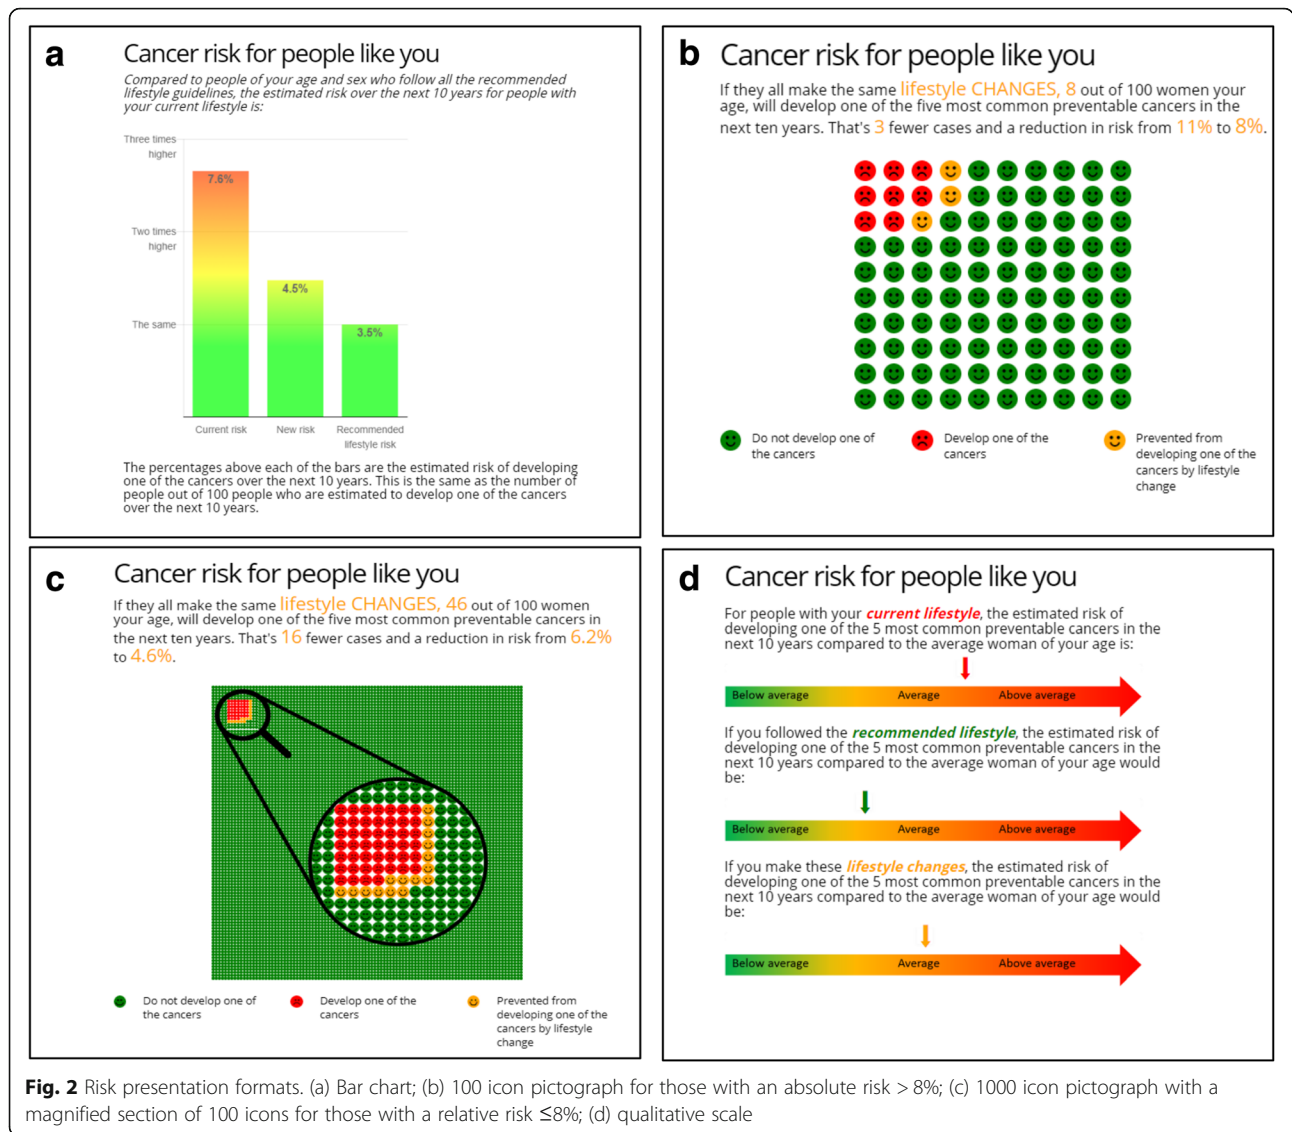 a
Cancer risk for people like you
Compared to people of your age and sex who follow all the recommended
lifestyle guidelines, the estimated risk over the next 10 years for people with
your current lifestyle is:
Three times
higher
7.6%
Two times
higher
4.5%
The same
3.5%
Current risk
New risk
Recommended
lifestyle risk
The percentages above each of the bars are the estimated risk of developing
one of the cancers over the next 10 years. This is the same as the number of
people out of 100 people who are estimated to develop one of the cancers
over the next 10 years.
b
Cancer risk for people like you
If they all make the same lifestyle CHANGES, 8 out of 100 women your
age, will develop one of the five most common preventable cancers in the
next ten years. That's 3 fewer cases and a reduction in risk from 11% to 8%.
Do not develop one of
the cancers
Develop one of the
cancers
Prevented from
developing one of the
cancers by lifestyle
change
c
Cancer risk for people like you
If they all make the same lifestyle CHANGES, 46 out of 100 women
your age, will develop one of the five most common preventable cancers in
the next ten years. That's 16 fewer cases and a reduction in risk from 6.2%
to 4.6%.
Do not develop one of
the cancers
Develop one of the
cancers
Prevented from
developing one of the
cancers by lifestyle
change
d
Cancer risk for people like you
For people with your current lifestyle, the estimated risk of
developing one of the 5 most common preventable cancers in the
next 10 years compared to the average woman of your age is:
Below average Average Above average
If you followed the recommended lifestyle, the estimated risk of
developing one of the 5 most common preventable cancers in the
next 10 years compared to the average woman of your age would
be:
Below average Average Above average
If you make these lifestyle changes, the estimated risk of
developing one of the 5 most common preventable cancers in the
next 10 years compared to the average woman of your age would
be:
Below average Average Above average
Fig. 2 Risk presentation formats. (a) Bar chart; (b) 100 icon pictograph for those with an absolute risk > 8%; (c) 1000 icon pictograph with a
magnified section of 100 icons for those with a relative risk ≤8%; (d) qualitative scale